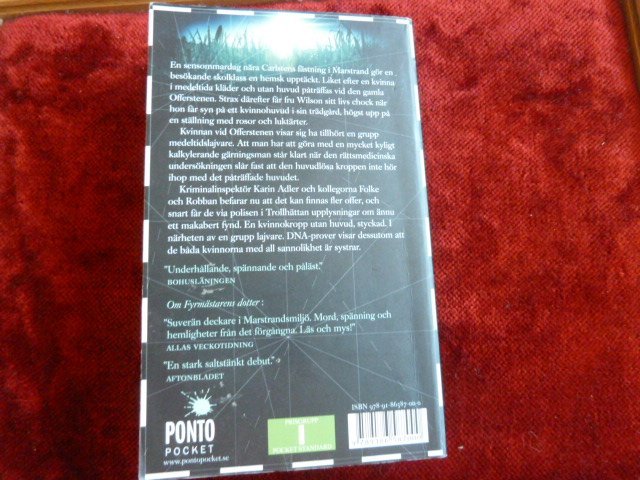 En sensommardag nära Carlstens fästning i Marstrand gör en
besökande skolklass en hemsk upptäckt. Liket efter en kvinna
i medeltida kläder och utan huvud påträffas vid den gamla
Offerstenen. Strax därefter får fru Wilson sitt livs chock när
hon får syn på ett kvinnohuvud i sin trädgård, högst upp på
en ställning med rosor och luktärter.
Kvinnan vid Offerstenen visar sig ha tillhört en grupp
medeltidslajvare. Att man har att göra med en mycket kyligt
kalkylerande gärningsman står klart när den rättsmedicinska
undersökningen slår fast att den huvudlösa kroppen inte hör
ihop med det påträffade huvudet.
Kriminalinspektör Karin Adler och kollegorna Folke
och Robban befarar nu att det kan finnas fler offer, och
snart får de via polisen i Trollhättan upplysningar om ännu
ett makabert fynd. En kvinnokropp utan huvud, styckad. I
närheten av en grupp lajvare. DNA-prover visar dessutom att
de båda kvinnorna med all sannolikhet är systrar.
"Underhållande, spännande och påläst."
BOHUSLÄNINGEN
Om Fyrmästarens dotter:
"Suverän deckare i Marstrandsmiljö. Mord, spänning och
hemligheter från det förgångna. Läs och mys!"
ALLAS VECKOTIDNING
"En stark saltstänkt debut."
AFTONBLADET
PONTO
POCKET
www.pontopocket.se
PRISGRUPP
1
POCKET STANDARD